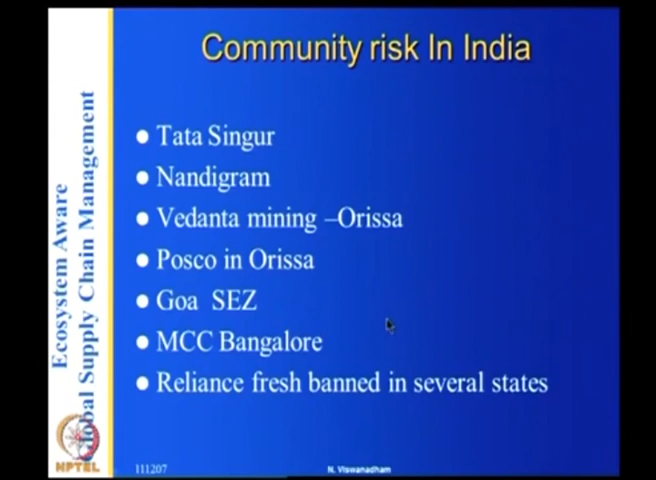 Community risk In India
Ecosystem Aware
Global Supply Chain Management
● Tata Singur
● Nandigram
● Vedanta mining –Orissa
● Posco in Orissa
● Goa SEZ
● MCC Bangalore
● Reliance fresh banned in several states
NPTEL
111207
N. Viswanadham